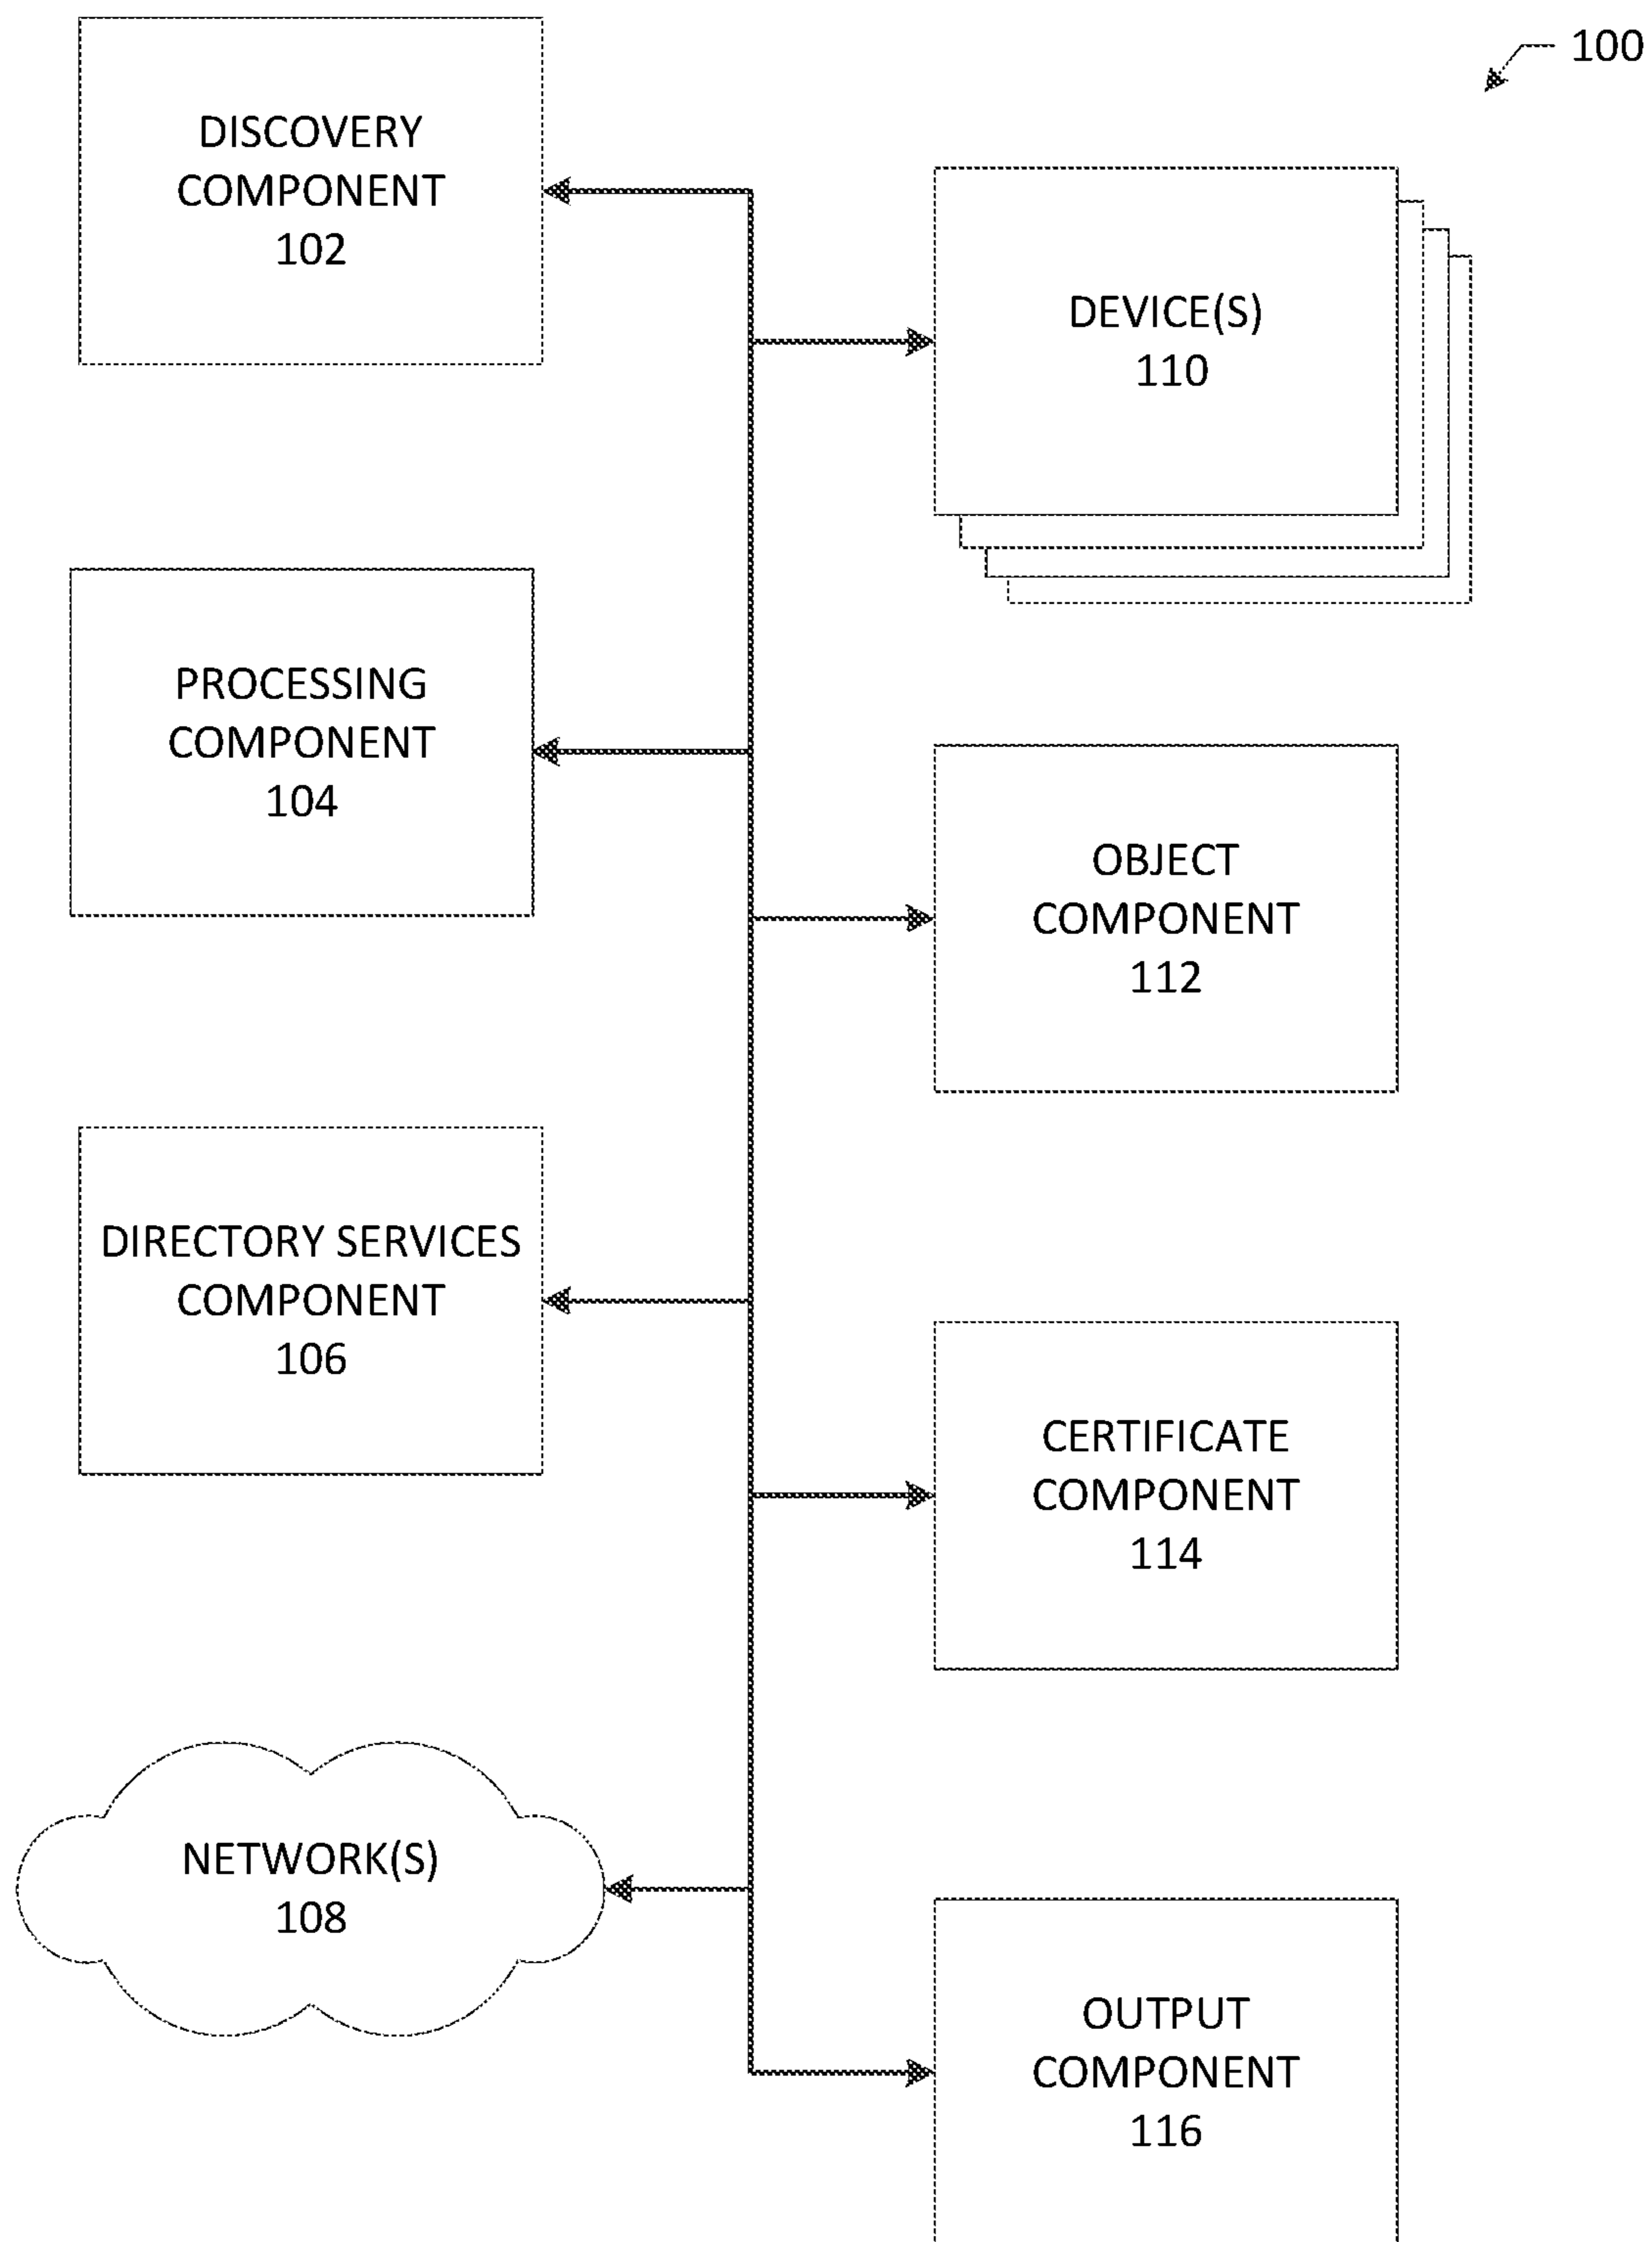 100
DISCOVERY
COMPONENT
102
DEVICE(S)
110
PROCESSING
COMPONENT
104
OBJECT
COMPONENT
112
DIRECTORY SERVICES
COMPONENT
106
CERTIFICATE
COMPONENT
114
NETWORK(S)
108
OUTPUT
COMPONENT
116